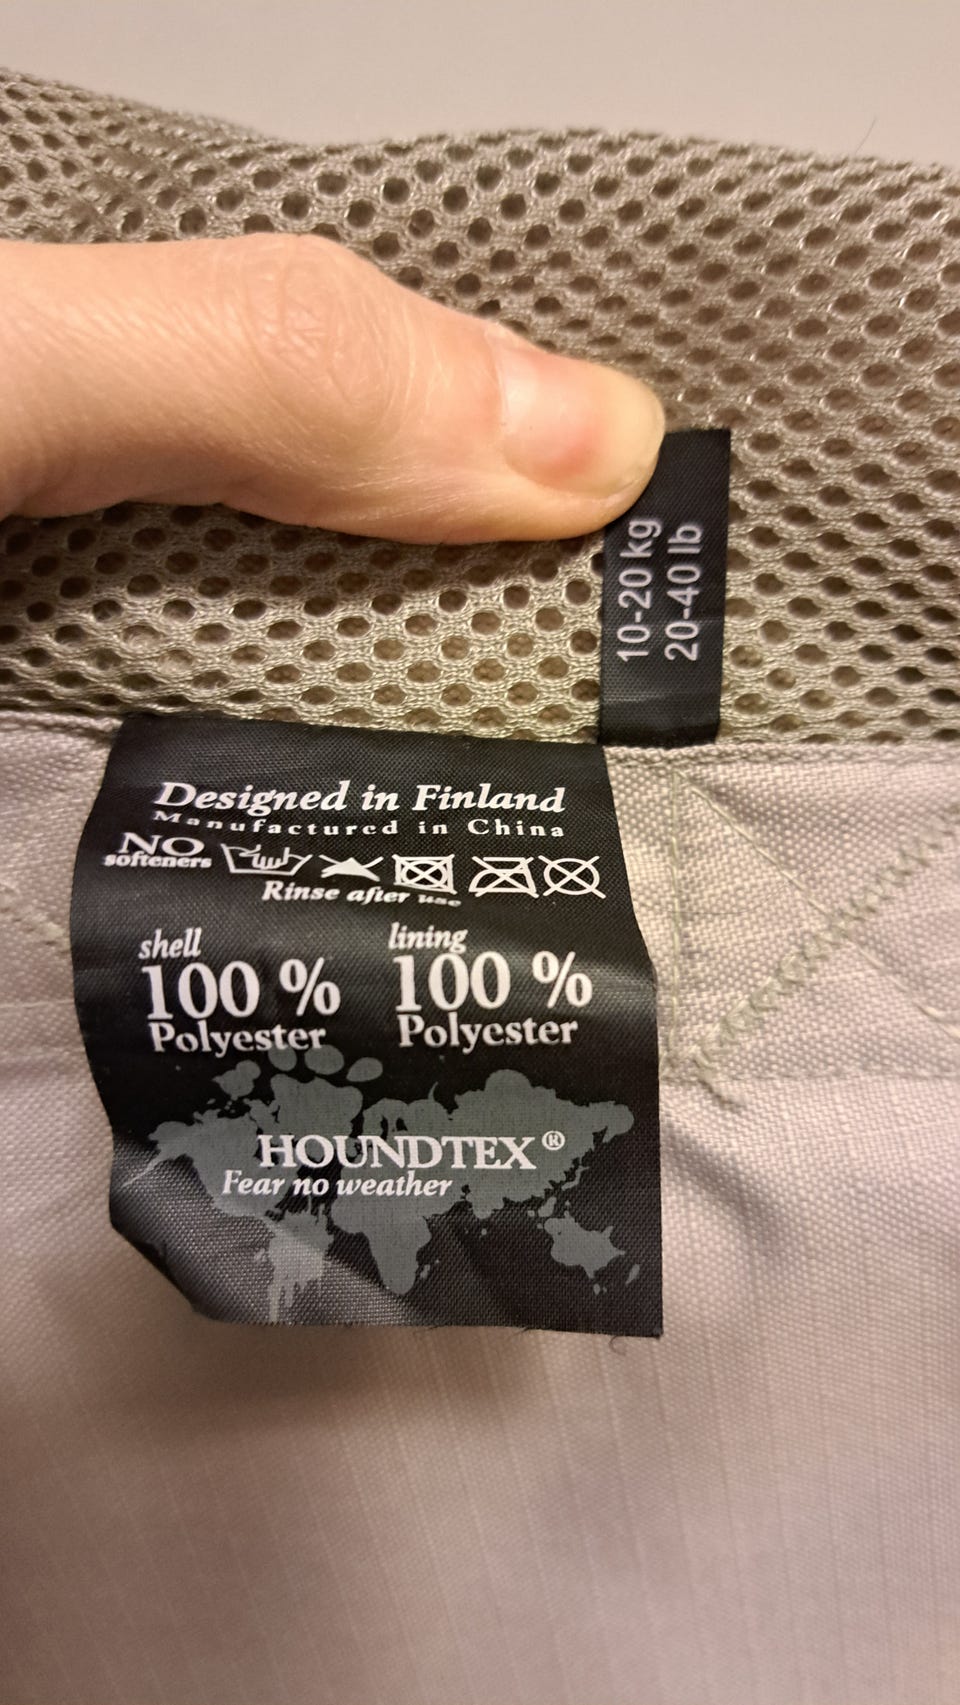 10-20 kg
20-40 lb
Designed in Finland
Manufactured in China
NO
softeners
Rinse after use
shell
100 %
Polyester
lining
100 %
Polyester
HOUNDTEX®
Fear no weather